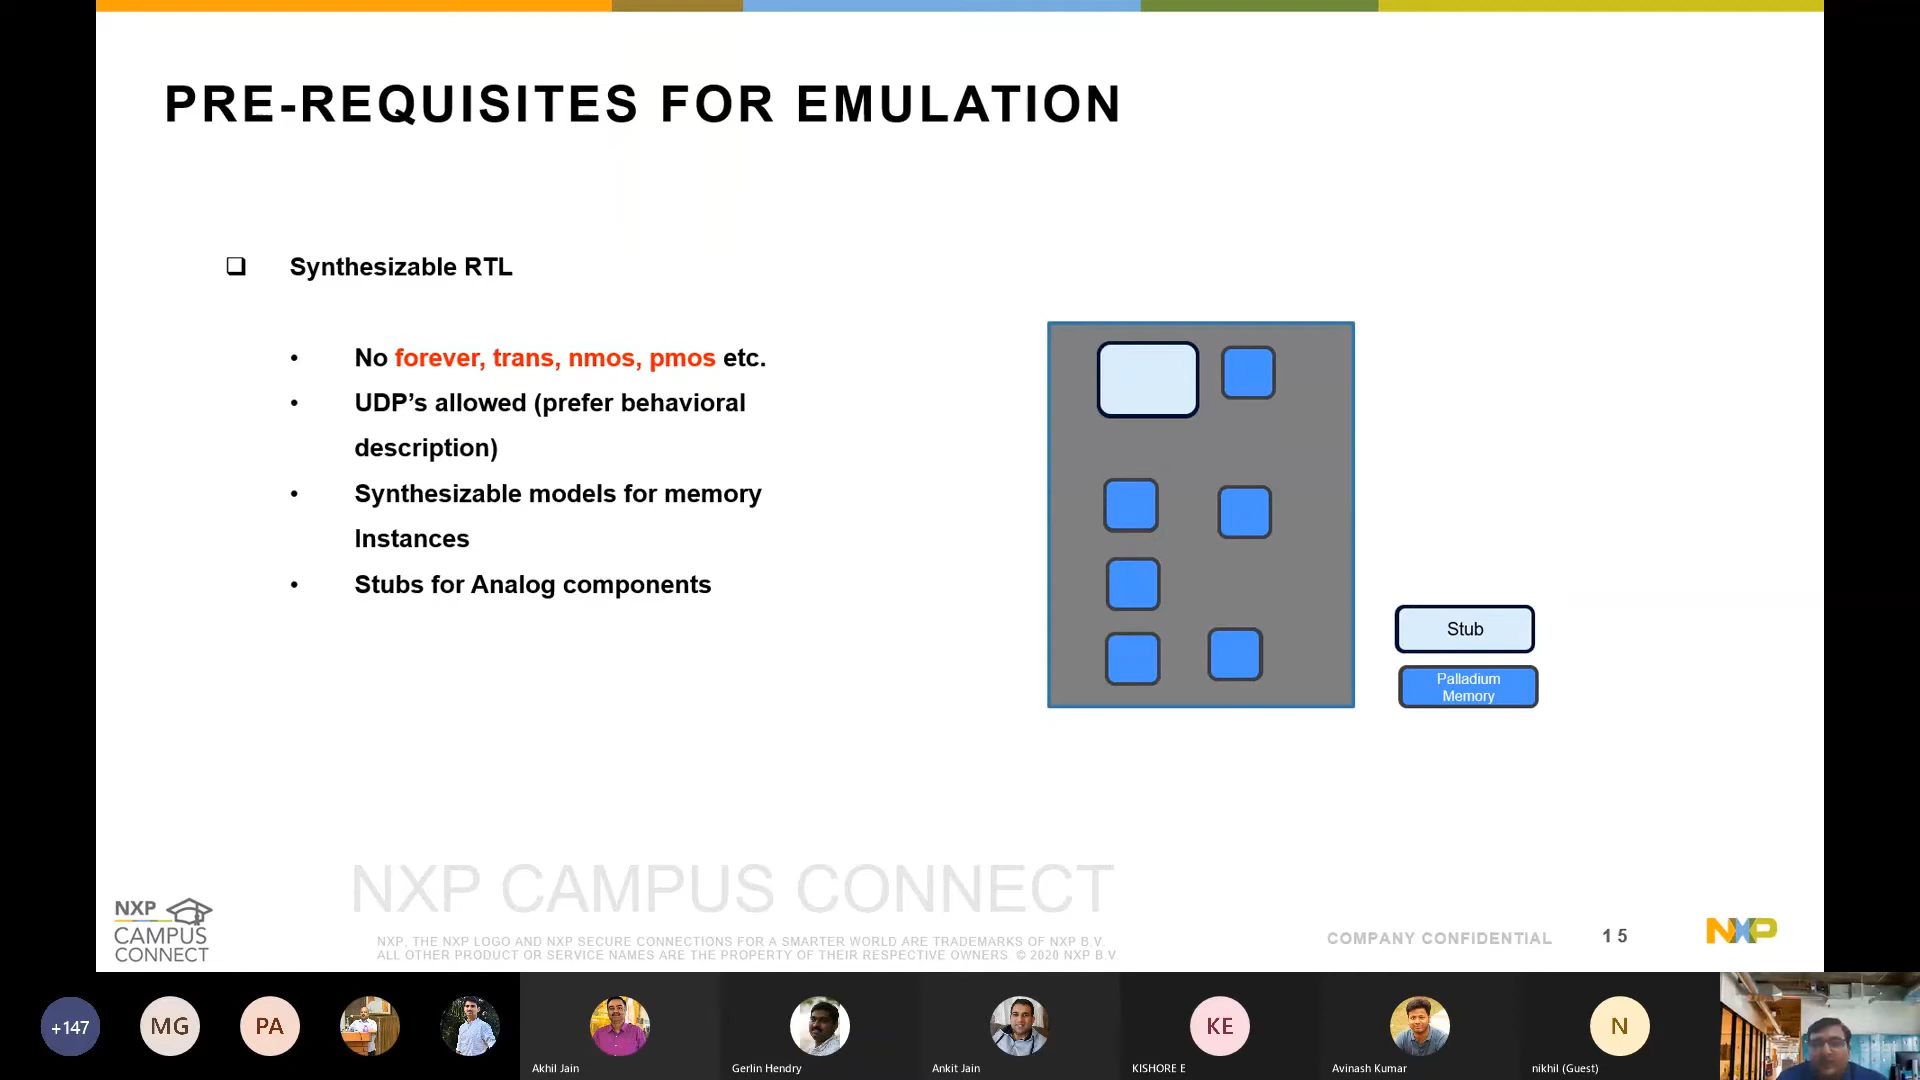 PRE-REQUISITES FOR EMULATION
❑ Synthesizable RTL
• No forever, trans, nmos, pmos etc.
• UDP’s allowed (prefer behavioral
description)
• Synthesizable models for memory
Instances
• Stubs for Analog components
Stub
Palladium
Memory
NXP CAMPUS CONNECT
NXP, THE NXP LOGO AND NXP SECURE CONNECTIONS FOR A SMARTER WORLD ARE TRADEMARKS OF NXP B.V.
ALL OTHER PRODUCT OR SERVICE NAMES ARE THE PROPERTY OF THEIR RESPECTIVE OWNERS. © 2020 NXP B.V.
NXP
CAMPUS
CONNECT
COMPANY CONFIDENTIAL
15
NXP
+147
MG
PA
KE
N
Akhil Jain
Gerlin Hendry
Ankit Jain
KISHORE E
Avinash Kumar
nikhil (Guest)